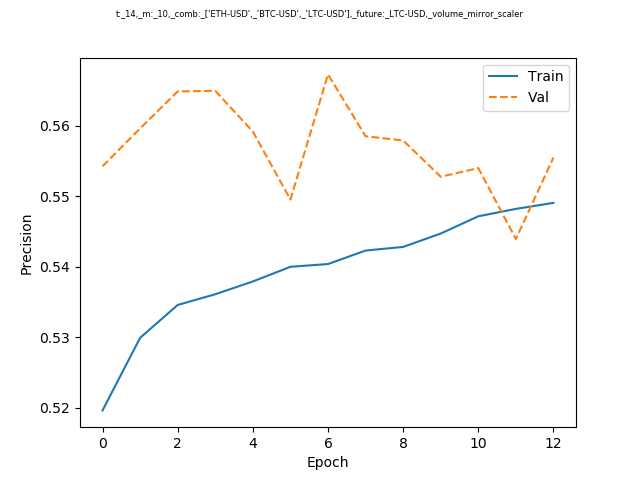 t:_14,_m:_10,_comb:_['ETH-USD',_'BTC-USD',_'LTC-USD'],_future:_LTC-USD,_volume_mirror_scaler
Train
Val
0.56
0.55
0.54
0.53
0.52
Precision
0 2 4 6 8 10 12
Epoch